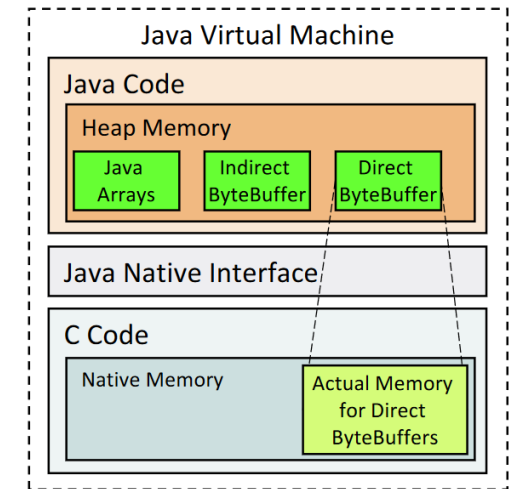 Java Virtual Machine
Java Code
Heap Memory
Java
Arrays
Indirect
ByteBuffer
Direct
ByteBuffer
Java Native Interface
C Code
Native Memory
Actual Memory
for Direct
ByteBuffers